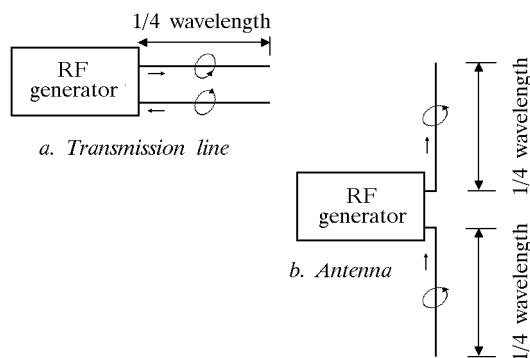 1/4 wavelength
RF
generator
a. Transmission line
1/4 wavelength
RF
generator
b. Antenna
1/4 wavelength